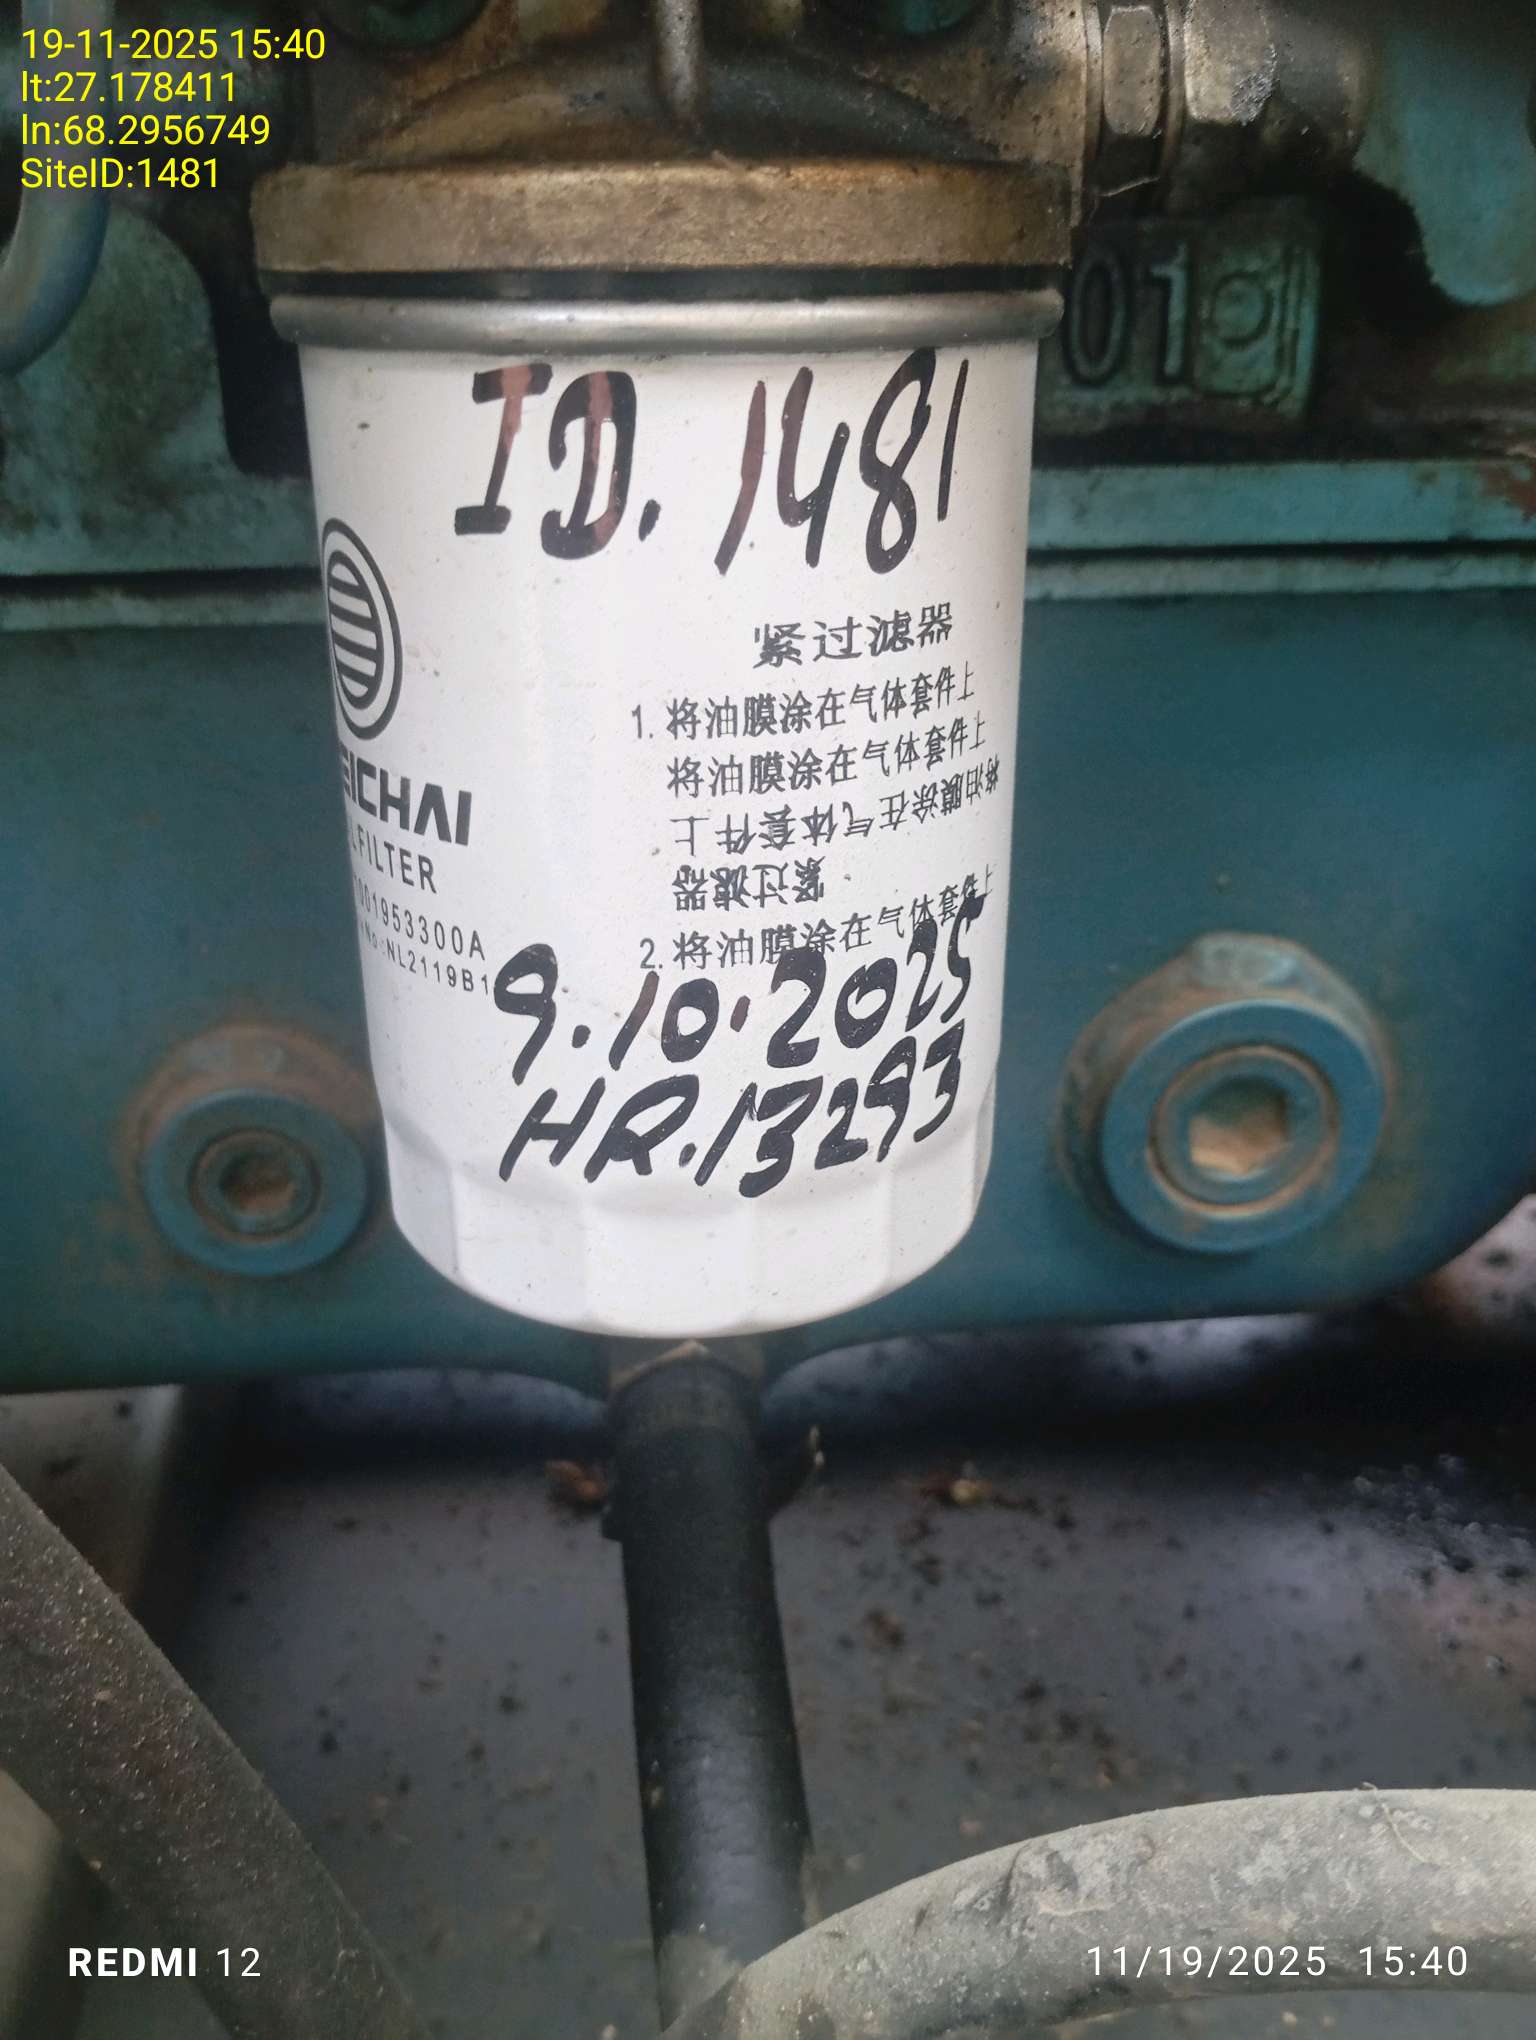 19-11-2025 15:40
lt:27.178411
ln:68.2956749
SiteID:1481
01
ID. 1481
紧过滤器
1. 将油膜涂在气体套件上
将油膜涂在气体套件上
将油膜涂在气体套件上
紧过滤器
2. 将油膜涂在气体套件上
EICHAI
LFILTER
001953300A
No:NL2119B1
9.10.2025
HR.13293
REDMI 12
11/19/2025 15:40